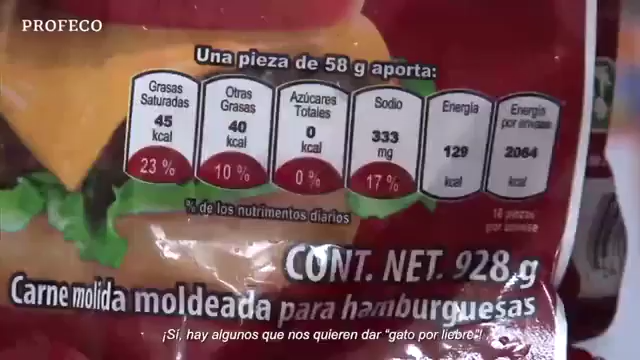 PROFECO
Una pieza de 58 g aporta:
Grasas Saturadas
45 kcal
23 %
Otras Grasas
40 kcal
10 %
Azúcares Totales
0 kcal
0 %
Sodio
333 mg
17 %
Energía
129 kcal
Energía por envase
2064 kcal
% de los nutrimentos diarios
16 piezas por envase
CONT. NET. 928 g
Carne molida moldeada para hamburguesas
¡Sí, hay algunos que nos quieren dar "gato por liebre"!